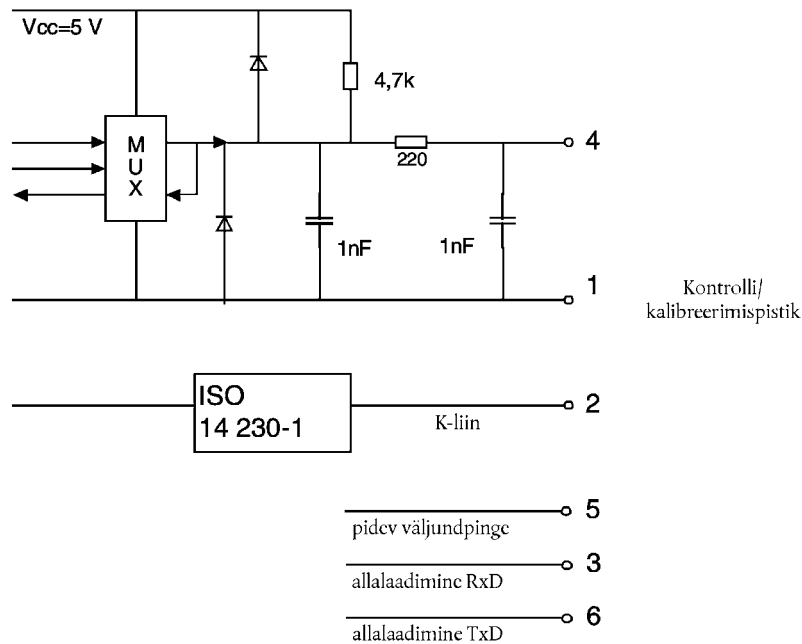 Vcc=5 V
4,7k
M
U
X
4
220
1nF
1nF
1
Kontrolli/
kalibreerimispistik
ISO
14 230-1
K-liin
2
5
pidev väljundpinge
3
allalaadimine RxD
6
allalaadimine TxD